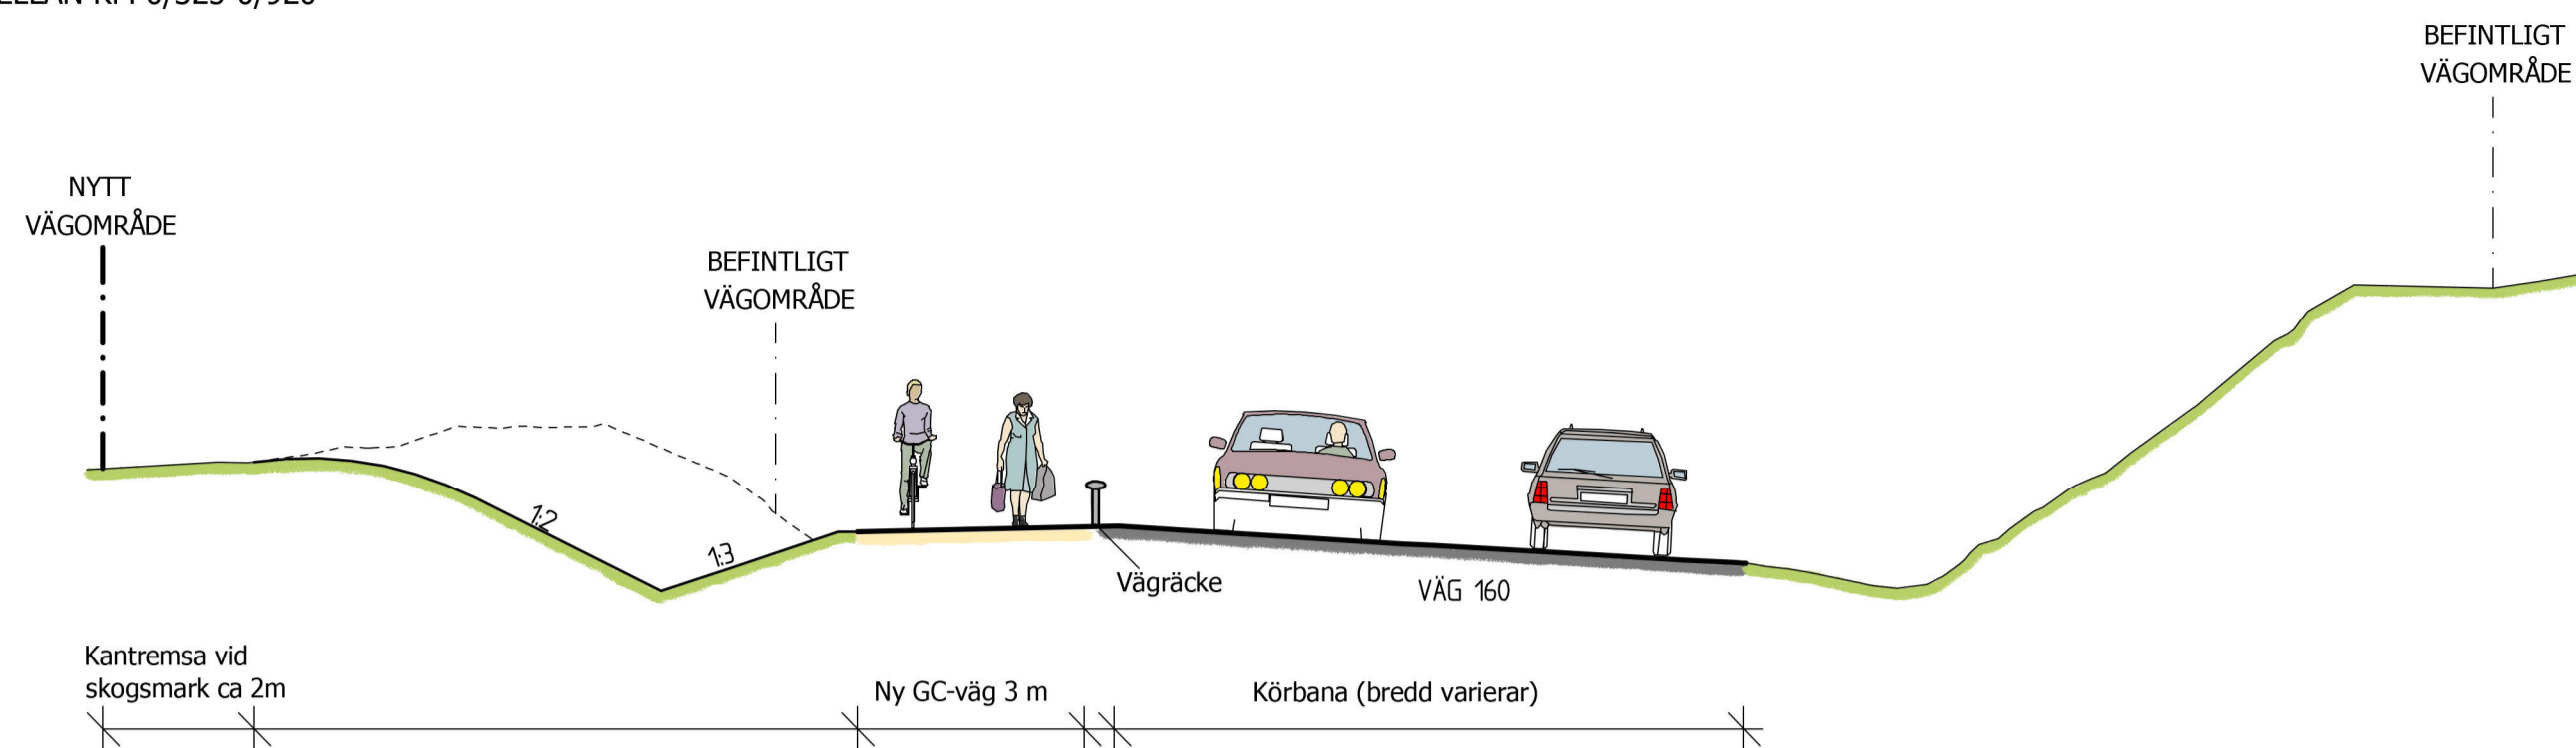 BEFINTLIGT
VÄGOMRÅDE
NYTT
VÄGOMRÅDE
BEFINTLIGT
VÄGOMRÅDE
1:2
1:3
Vägräcke
VÄG 160
Kantremsa vid
skogsmark ca 2m
Ny GC-väg 3 m
Körbana (bredd varierar)